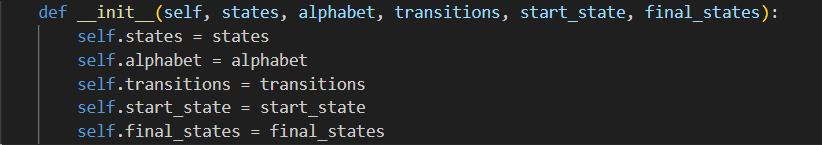 def __init__(self, states, alphabet, transitions, start_state, final_states):
    self.states = states
    self.alphabet = alphabet
    self.transitions = transitions
    self.start_state = start_state
    self.final_states = final_states